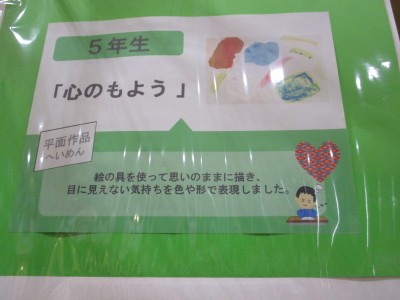 5年生
「心のもよう」
平面作品
へいめん
絵の具を使って思いのままに描き、
目に見えない気持ちを色や形で表現しました。